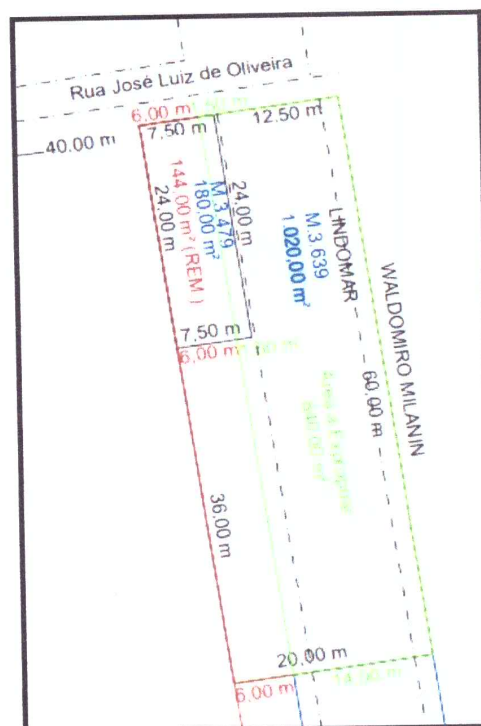 Rua José Luiz de Oliveira
6,00 m
7,50 m
12,50 m
40,00 m
24,00 m
144,00 m² (REM.)
180,00 m²
M.3.479
24,00 m
M.3.639
1.020,00 m²
LINDOMAR
WALDOMIRO MILANIN
60,00 m
7,50 m
6,00 m
36,00 m
20,00 m
6,00 m
14,00 m